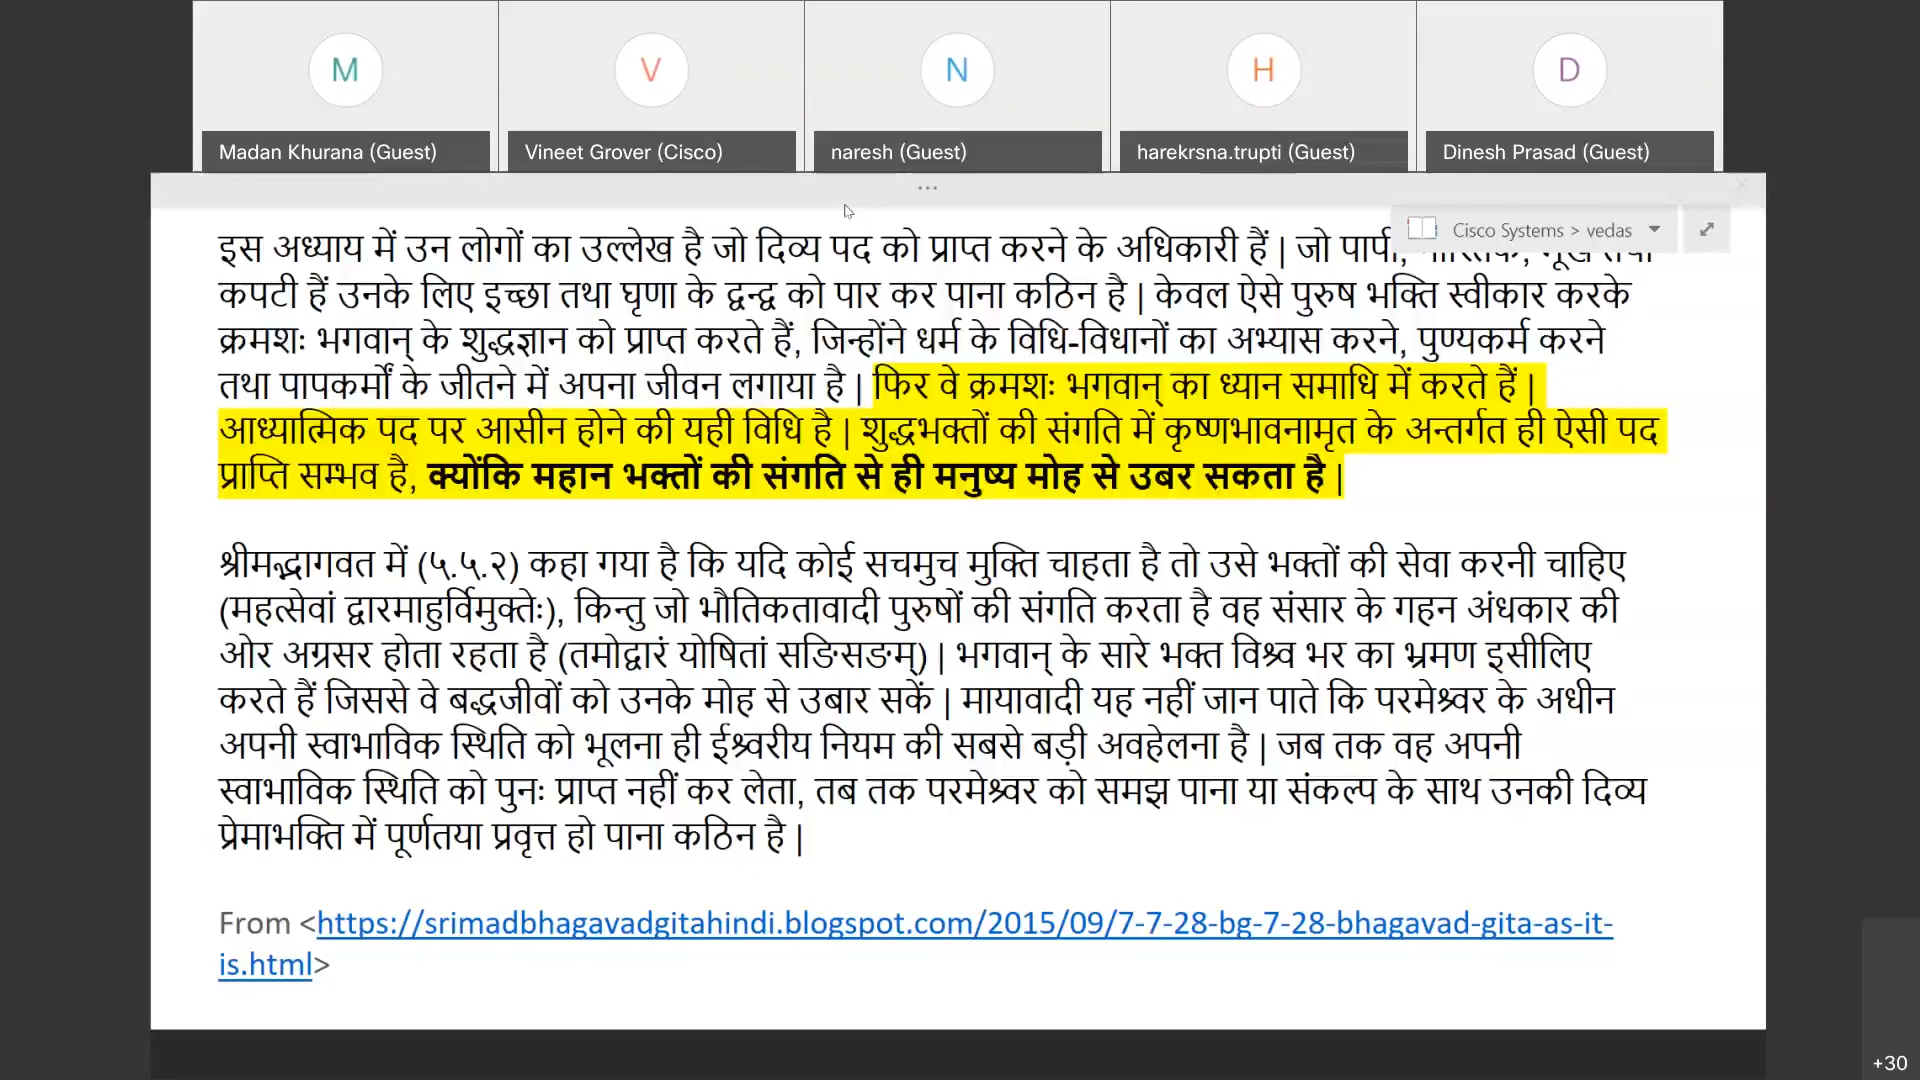 M
V
N
H
D
Madan Khurana (Guest)
Vineet Grover (Cisco)
naresh (Guest)
harekrsna.trupti (Guest)
Dinesh Prasad (Guest)
Cisco Systems > vedas
इस अध्याय में उन लोगों का उल्लेख है जो दिव्य पद को प्राप्त करने के अधिकारी हैं | जो पापी,
कपटी हैं उनके लिए इच्छा तथा घृणा के द्वन्द्व को पार कर पाना कठिन है | केवल ऐसे पुरुष भक्ति स्वीकार करके
क्रमशः भगवान् के शुद्धज्ञान को प्राप्त करते हैं, जिन्होंने धर्म के विधि-विधानों का अभ्यास करने, पुण्यकर्म करने
तथा पापकर्मों के जीतने में अपना जीवन लगाया है | फिर वे क्रमशः भगवान् का ध्यान समाधि में करते हैं |
आध्यात्मिक पद पर आसीन होने की यही विधि है | शुद्धभक्तों की संगति में कृष्णभावनामृत के अन्तर्गत ही ऐसी पद
प्राप्ति सम्भव है, क्योंकि महान भक्तों की संगति से ही मनुष्य मोह से उबर सकता है |
श्रीमद्भागवत में (५.५.२) कहा गया है कि यदि कोई सचमुच मुक्ति चाहता है तो उसे भक्तों की सेवा करनी चाहिए
(महत्सेवां द्वारमाहुर्विमुक्तेः), किन्तु जो भौतिकतावादी पुरुषों की संगति करता है वह संसार के गहन अंधकार की
ओर अग्रसर होता रहता है (तमोद्वारं योषितां सङिसङम्) | भगवान् के सारे भक्त विश्र्व भर का भ्रमण इसीलिए
करते हैं जिससे वे बद्धजीवों को उनके मोह से उबार सकें | मायावादी यह नहीं जान पाते कि परमेश्र्वर के अधीन
अपनी स्वाभाविक स्थिति को भूलना ही ईश्र्वरीय नियम की सबसे बड़ी अवहेलना है | जब तक वह अपनी
स्वाभाविक स्थिति को पुनः प्राप्त नहीं कर लेता, तब तक परमेश्र्वर को समझ पाना या संकल्प के साथ उनकी दिव्य
प्रेमाभक्ति में पूर्णतया प्रवृत्त हो पाना कठिन है |
From <https://srimadbhagavadgitahindi.blogspot.com/2015/09/7-7-28-bg-7-28-bhagavad-gita-as-it-
is.html>
+30